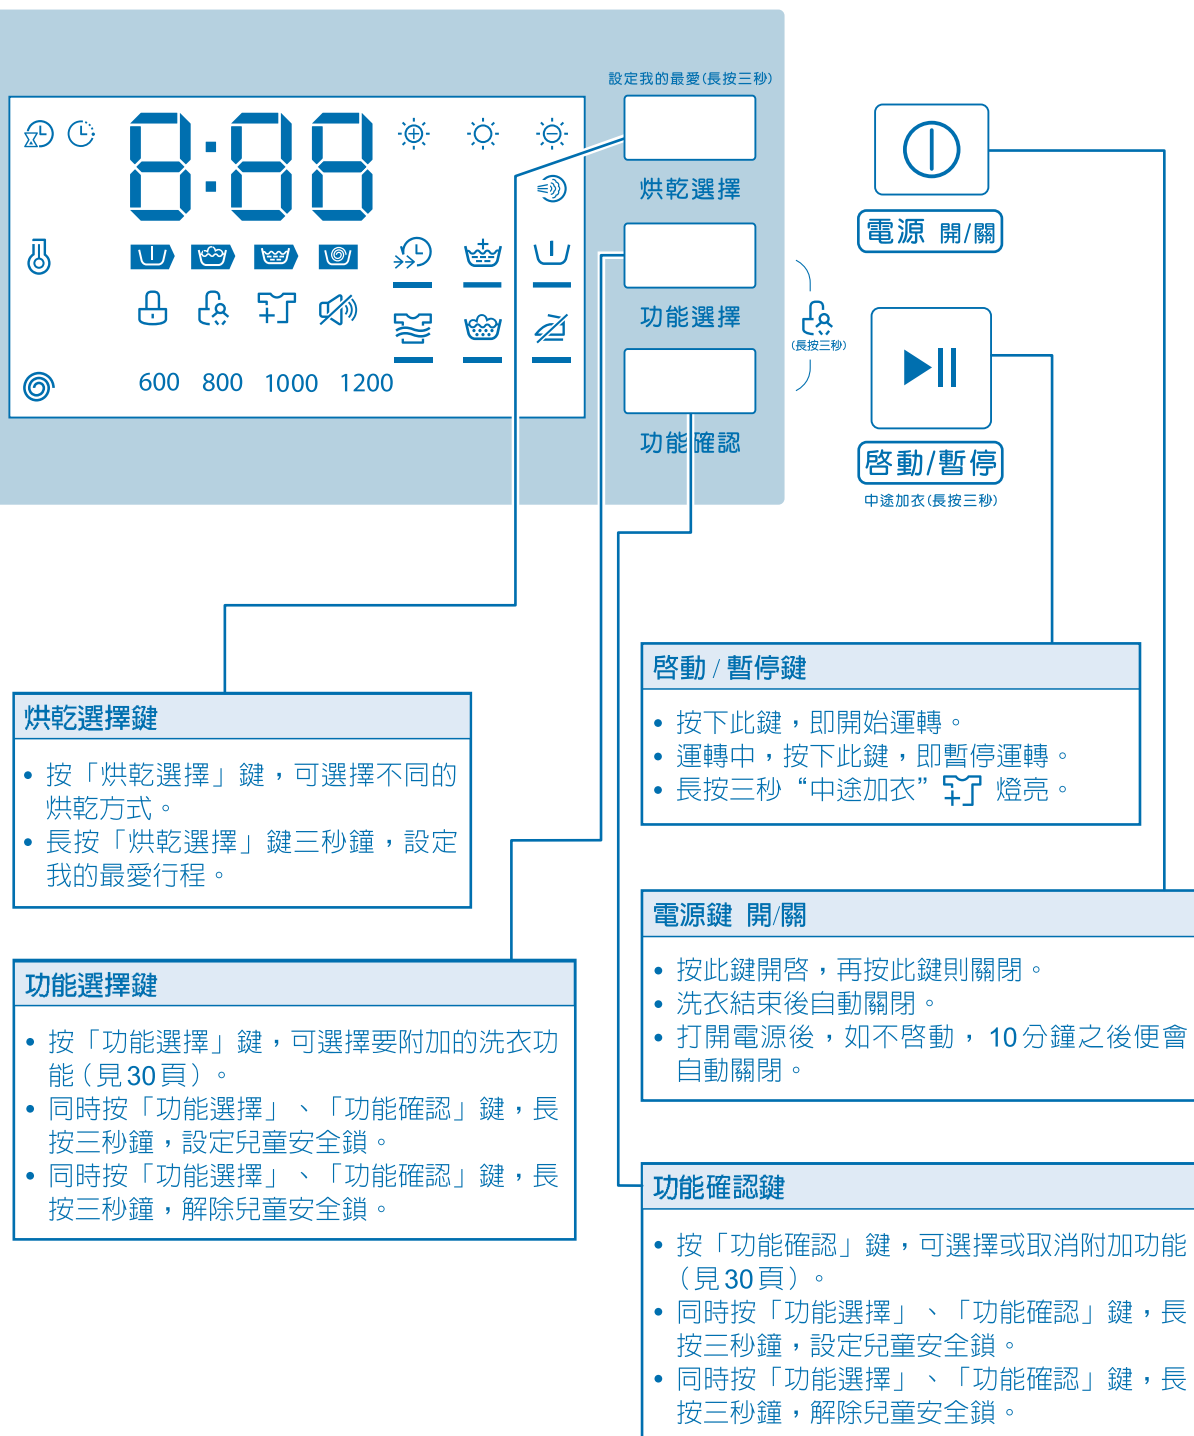 設定我的最愛(長按三秒)
8:88
烘乾選擇
電源 開/關
功能選擇
(長按三秒)
600 800 1000 1200
功能確認
啓動/暫停
中途加衣(長按三秒)
烘乾選擇鍵
• 按「烘乾選擇」鍵，可選擇不同的
烘乾方式。
• 長按「烘乾選擇」鍵三秒鐘，設定
我的最愛行程。
功能選擇鍵
• 按「功能選擇」鍵，可選擇要附加的洗衣功
能（見30頁）。
• 同時按「功能選擇」、「功能確認」鍵，長
按三秒鐘，設定兒童安全鎖。
• 同時按「功能選擇」、「功能確認」鍵，長
按三秒鐘，解除兒童安全鎖。
啓動 / 暫停鍵
• 按下此鍵，即開始運轉。
• 運轉中，按下此鍵，即暫停運轉。
• 長按三秒“中途加衣” 燈亮。
電源鍵 開/關
• 按此鍵開啓，再按此鍵則關閉。
• 洗衣結束後自動關閉。
• 打開電源後，如不啓動，10分鐘之後便會
自動關閉。
功能確認鍵
• 按「功能確認」鍵，可選擇或取消附加功能
（見30頁）。
• 同時按「功能選擇」、「功能確認」鍵，長
按三秒鐘，設定兒童安全鎖。
• 同時按「功能選擇」、「功能確認」鍵，長
按三秒鐘，解除兒童安全鎖。